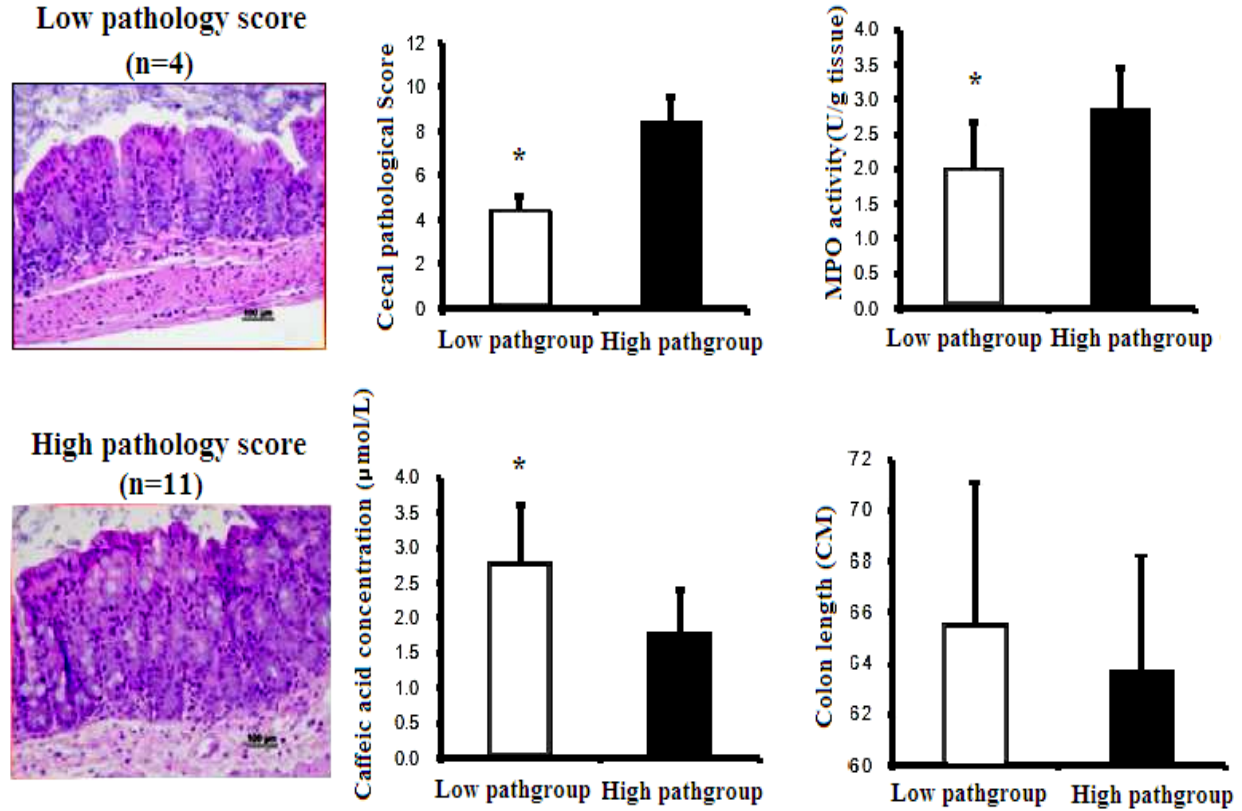 Low pathology score
(n=4)
100 μm
Cecal pathological Score
12
10
8
6
4
2
0
*
Low pathgroup High pathgroup
MPO activity(U/g tissue)
4.0
3.5
3.0
2.5
2.0
1.5
1.0
0.5
0.0
*
Low pathgroup High pathgroup
High pathology score
(n=11)
100 μm
Caffeic acid concentration (μmol/L)
4.0
3.5
3.0
2.5
2.0
1.5
1.0
0.5
0.0
*
Low pathgroup High pathgroup
Colon length (CM)
72
70
68
66
64
62
60
Low pathgroup High pathgroup